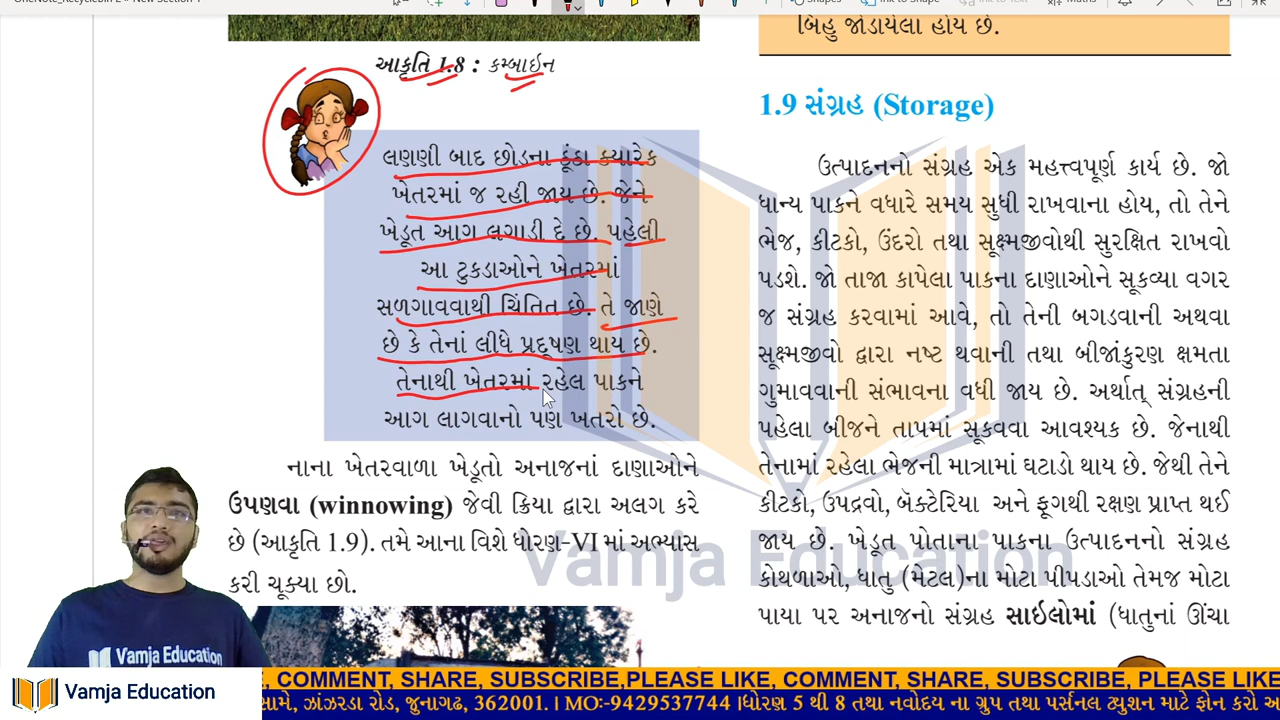 આકૃતિ 1.8 : કમ્બાઇન
લણણી બાદ છોડના ઠૂંઠા ક્યારેક
ખેતરમાં જ રહી જાય છે. જેને
ખેડૂત આગ લગાડી દે છે. પહેલી
આ ટુકડાઓને ખેતરમાં
સળગાવવાથી ચિંતિત છે. તે જાણે
છે કે તેનાં લીધે પ્રદૂષણ થાય છે.
તેનાથી ખેતરમાં રહેલ પાકને
આગ લાગવાનો પણ ખતરો છે.
નાના ખેતરવાળા ખેડૂતો અનાજનાં દાણાઓને
ઉપણવા (winnowing) જેવી ક્રિયા દ્વારા અલગ કરે
છે (આકૃતિ 1.9). તમે આના વિશે ધોરણ-VI માં અભ્યાસ
કરી ચૂક્યા છો.
જોડાયેલા હોય છે.
1.9 સંગ્રહ (Storage)
ઉત્પાદનનો સંગ્રહ એક મહત્ત્વપૂર્ણ કાર્ય છે. જો
ધાન્ય પાકને વધારે સમય સુધી રાખવાના હોય, તો તેને
ભેજ, કીટકો, ઉંદરો તથા સૂક્ષ્મજીવોથી સુરક્ષિત રાખવો
પડશે. જો તાજા કાપેલા પાકના દાણાઓને સૂકવ્યા વગર
જ સંગ્રહ કરવામાં આવે, તો તેની બગડવાની અથવા
સૂક્ષ્મજીવો દ્વારા નષ્ટ થવાની તથા બીજાંકુરણ ક્ષમતા
ગુમાવવાની સંભાવના વધી જાય છે. અર્થાત્ સંગ્રહની
પહેલા બીજને તાપમાં સૂકવવા આવશ્યક છે. જેનાથી
તેનામાં રહેલા ભેજની માત્રામાં ઘટાડો થાય છે. જેથી તેને
કીટકો, ઉપદ્રવો, બૅક્ટેરિયા અને ફૂગથી રક્ષણ પ્રાપ્ત થઈ
જાય છે. ખેડૂત પોતાના પાકના ઉત્પાદનનો સંગ્રહ
કોથળાઓ, ધાતુ (મેટલ)ના મોટા પીપડાઓ તેમજ મોટા
પાયા પર અનાજનો સંગ્રહ સાઇલોમાં (ધાતુનાં ઊંચા
Vamja Education
Vamja Education
Vamja Education
, COMMENT, SHARE, SUBSCRIBE,PLEASE LIKE, COMMENT, SHARE, SUBSCRIBE,PLEASE LIKE
સામે, ઝાંઝરડા રોડ, જુનાગઢ, 362001. | MO:-9429537744 |ધોરણ 5 થી 8 તથા નવોદય ના ગ્રુપ તથા પર્સનલ ટ્યુશન માટે ફોન કરો